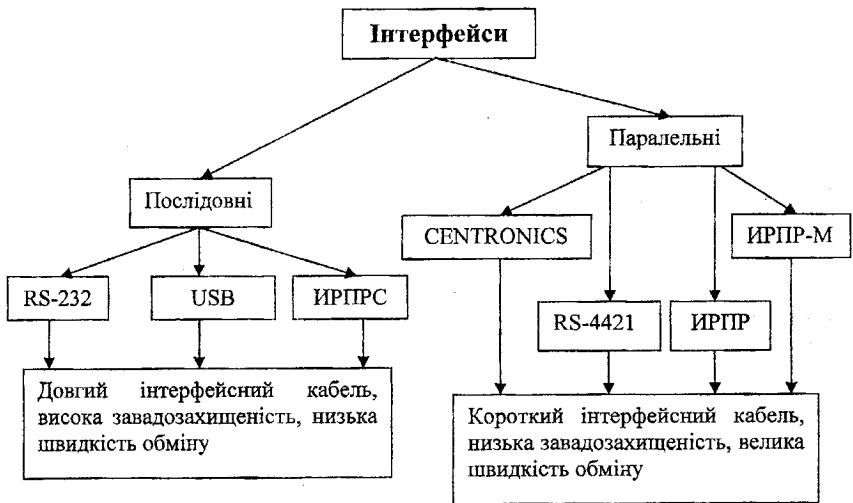 Інтерфейси
Паралельні
Послідовні
CENTRONICS
ИРПР-М
RS-232
USB
ИРПРС
RS-4421
ИРПР
Довгий інтерфейсний кабель,
висока завадозахищеність, низька
швидкість обміну
Короткий інтерфейсний кабель,
низька завадозахищеність, велика
швидкість обміну